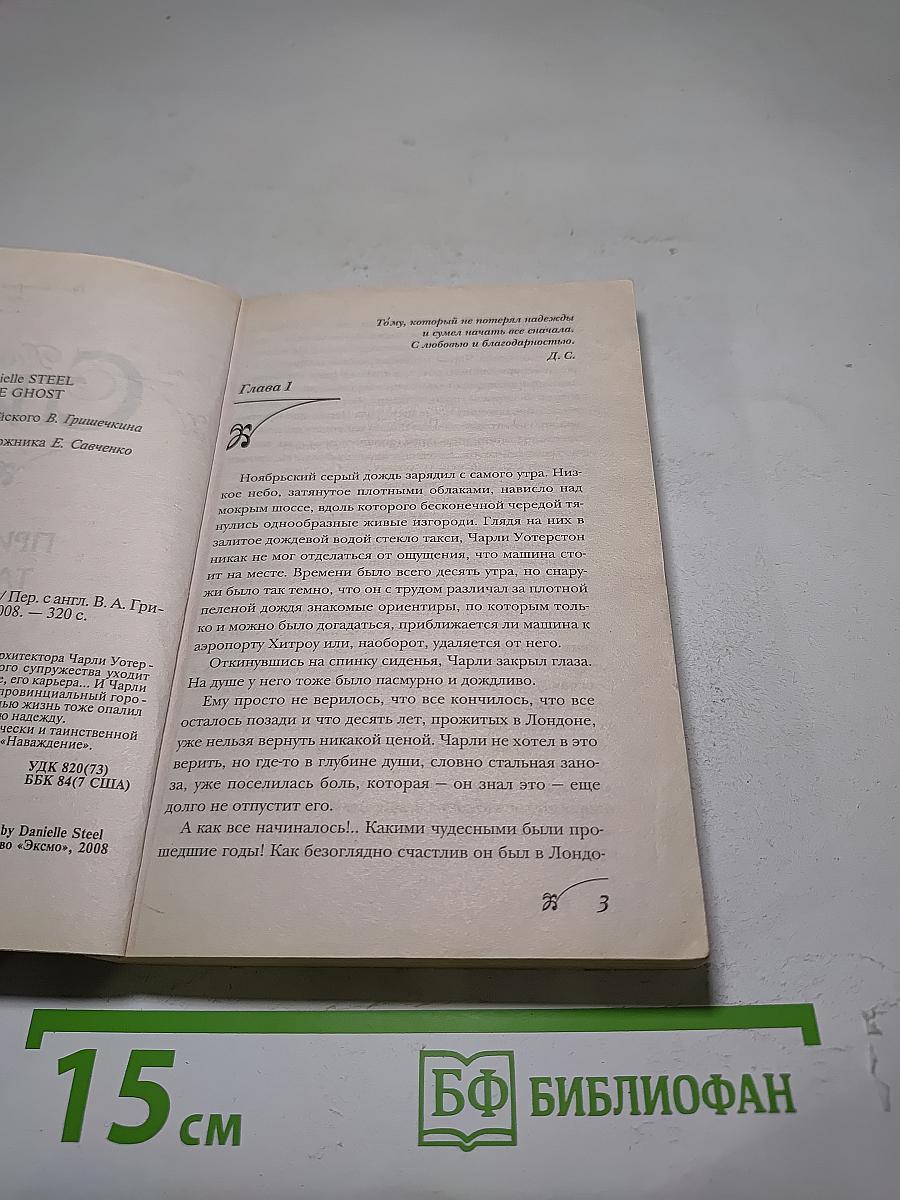 ielle STEEL
E GHOST
йского В. Гришечкина
ожника Е. Савченко
/ Пер. с англ. В. А. Гри-
008. — 320 с.
рхитектора Чарли Уотер-
ого супружества уходит
е, его карьера... И Чарли
провинциальный горо-
ью жизнь тоже опалил
ю надежду.
чески и таинственной
«Наваждение».
УДК 820(73)
ББК 84(7 США)
by Danielle Steel
во «Эксмо», 2008
То́му, который не потерял надежды
и сумел начать все сначала.
С любовью и благодарностью.
Д. С.
Глава 1
Ноябрьский серый дождь зарядил с самого утра. Низ-
кое небо, затянутое плотными облаками, нависло над
мокрым шоссе, вдоль которого бесконечной чередой тя-
нулись однообразные живые изгороди. Глядя на них в
залитое дождевой водой стекло такси, Чарли Уотерстон
никак не мог отделаться от ощущения, что машина сто-
ит на месте. Времени было всего десять утра, но снару-
жи было так темно, что он с трудом различал за плотной
пеленой дождя знакомые ориентиры, по которым толь-
ко и можно было догадаться, приближается ли машина к
аэропорту Хитроу или, наоборот, удаляется от него.
Откинувшись на спинку сиденья, Чарли закрыл глаза.
На душе у него тоже было пасмурно и дождливо.
Ему просто не верилось, что все кончилось, что все
осталось позади и что десять лет, прожитых в Лондоне,
уже нельзя вернуть никакой ценой. Чарли не хотел в это
верить, но где-то в глубине души, словно стальная зано-
за, уже поселилась боль, которая — он знал это — еще
долго не отпустит его.
А как все начиналось!.. Какими чудесными были про-
шедшие годы! Как безоглядно счастлив он был в Лондо-
3
15 см
БФ БИБЛИОФАН